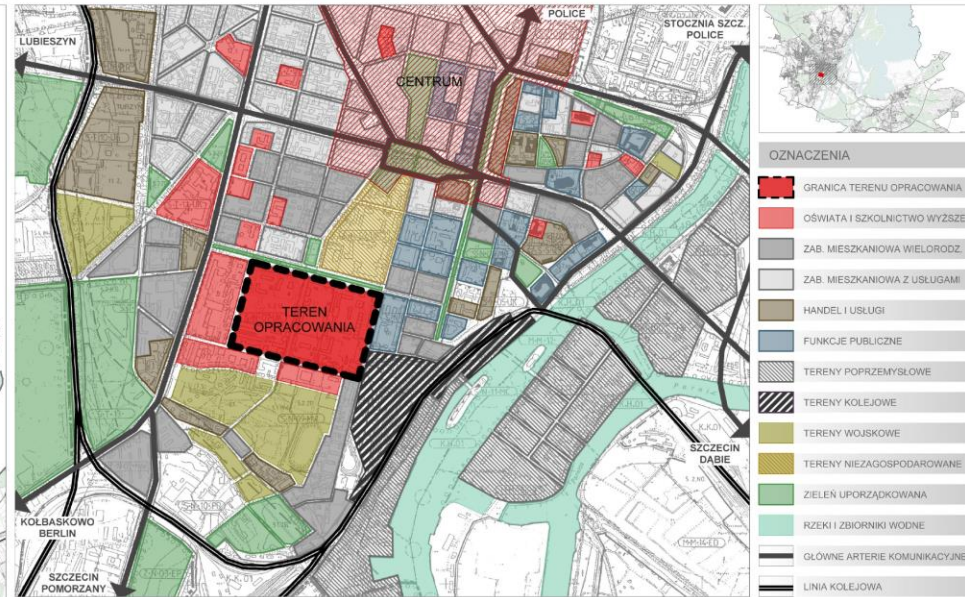 LUBIESZYN
POLICE
STOCZNIA SZCZ.
POLICE
CENTRUM
TEREN
OPRACOWANIA
SZCZECIN
DĄBIE
KOŁBASKOWO
BERLIN
SZCZECIN
POMORZANY
OZNACZENIA
GRANICA TERENU OPRACOWANIA
OŚWIATA I SZKOLNICTWO WYŻSZE
ZAB. MIESZKANIOWA WIELORODZ.
ZAB. MIESZKANIOWA Z USŁUGAMI
HANDEL I USŁUGI
FUNKCJE PUBLICZNE
TERENY POPRZEMYSŁOWE
TERENY KOLEJOWE
TERENY WOJSKOWE
TERENY NIEZAGOSPODAROWANE
ZIELEŃ UPORZĄDKOWANA
RZEKI I ZBIORNIKI WODNE
GŁÓWNE ARTERIE KOMUNIKACYJNE
LINIA KOLEJOWA